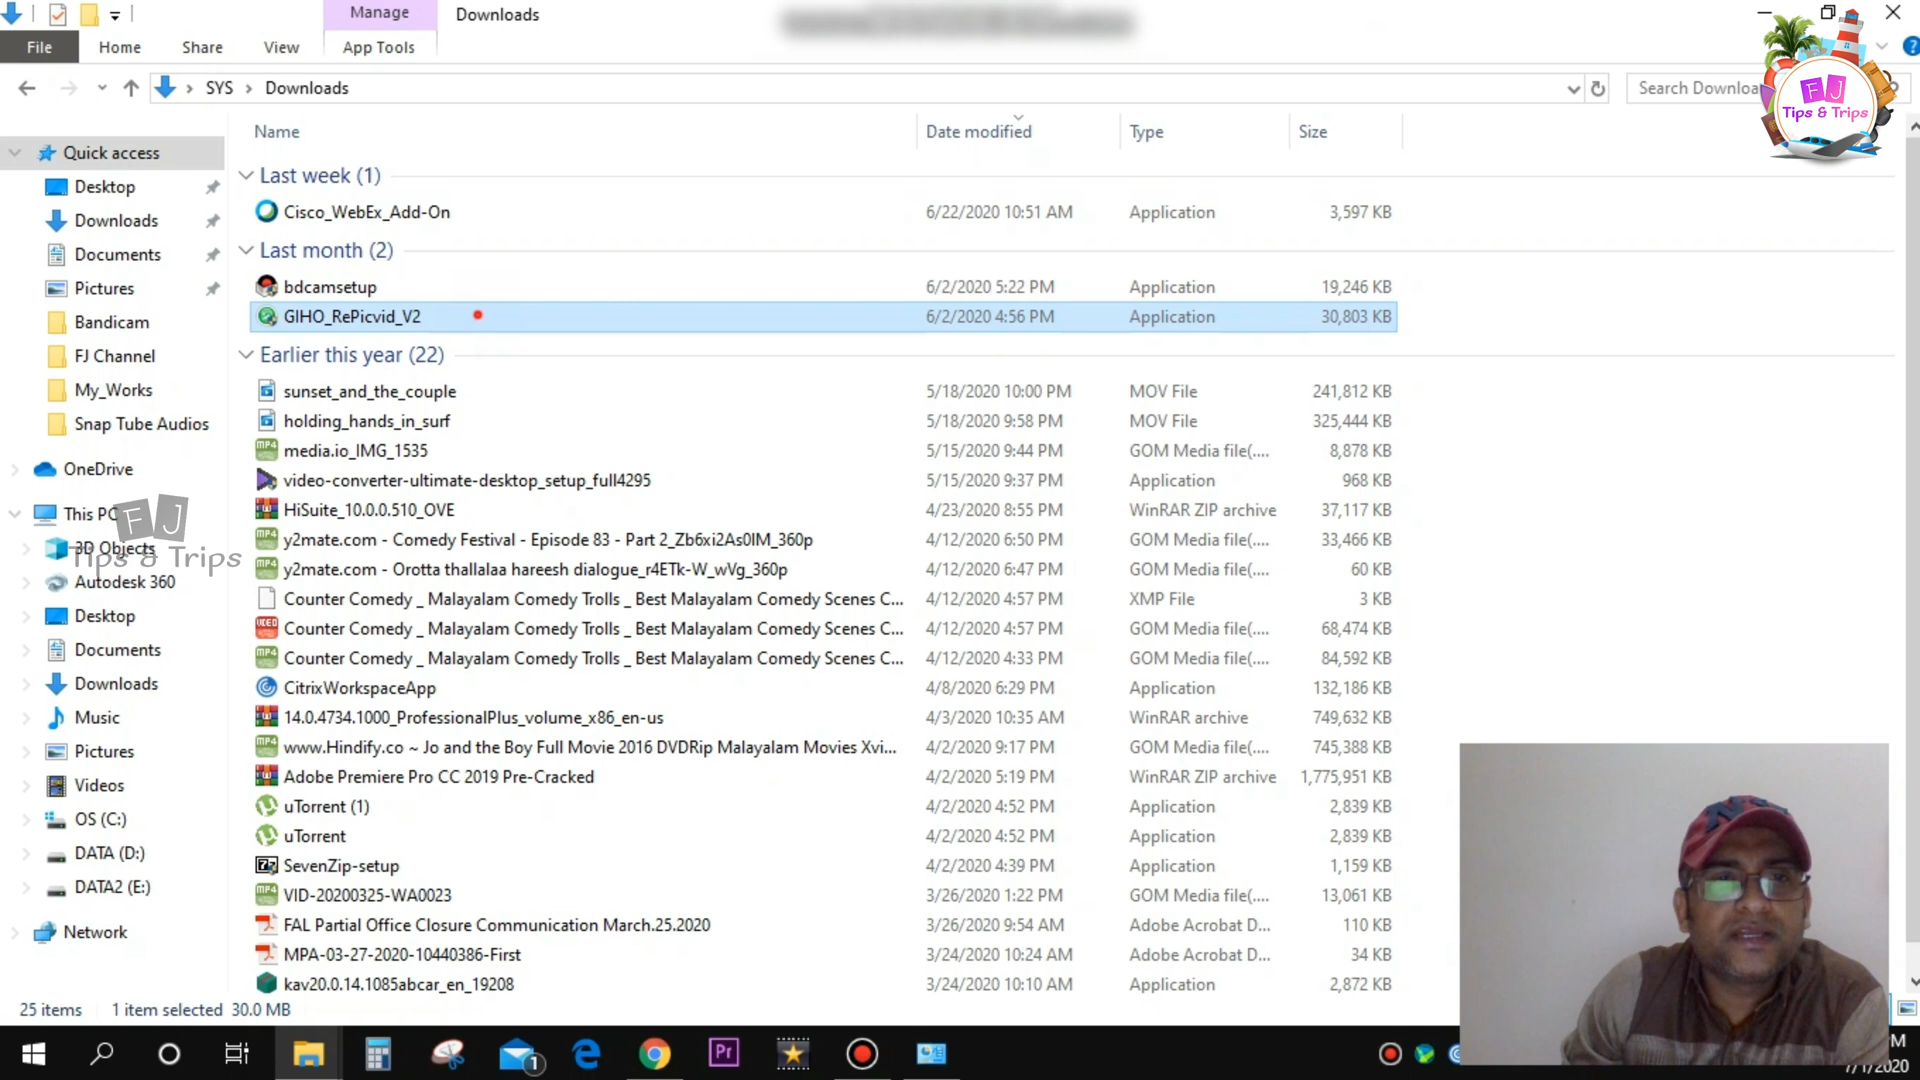 Manage
Downloads
File
Home
Share
View
App Tools
SYS
Downloads
Search Downloa
FJ
Tips & Trips
Name
Date modified
Type
Size
Quick access
Desktop
Downloads
Documents
Pictures
Bandicam
FJ Channel
My_Works
Snap Tube Audios
OneDrive
This PC
3D Objects
Autodesk 360
Desktop
Documents
Downloads
Music
Pictures
Videos
OS (C:)
DATA (D:)
DATA2 (E:)
Network
FJ
Tips & Trips
Last week (1)
Cisco_WebEx_Add-On 6/22/2020 10:51 AM Application 3,597 KB
Last month (2)
bdcamsetup 6/2/2020 5:22 PM Application 19,246 KB
GIHO_RePicvid_V2 6/2/2020 4:56 PM Application 30,803 KB
Earlier this year (22)
sunset_and_the_couple 5/18/2020 10:00 PM MOV File 241,812 KB
holding_hands_in_surf 5/18/2020 9:58 PM MOV File 325,444 KB
media.io_IMG_1535 5/15/2020 9:44 PM GOM Media file(.... 8,878 KB
video-converter-ultimate-desktop_setup_full4295 5/15/2020 9:37 PM Application 968 KB
HiSuite_10.0.0.510_OVE 4/23/2020 8:55 PM WinRAR ZIP archive 37,117 KB
y2mate.com - Comedy Festival - Episode 83 - Part 2_Zb6xi2As0IM_360p 4/12/2020 6:50 PM GOM Media file(.... 33,466 KB
y2mate.com - Orotta thallalaa hareesh dialogue_r4ETk-W_wVg_360p 4/12/2020 6:47 PM GOM Media file(.... 60 KB
Counter Comedy _ Malayalam Comedy Trolls _ Best Malayalam Comedy Scenes C... 4/12/2020 4:57 PM XMP File 3 KB
Counter Comedy _ Malayalam Comedy Trolls _ Best Malayalam Comedy Scenes C... 4/12/2020 4:57 PM GOM Media file(.... 68,474 KB
Counter Comedy _ Malayalam Comedy Trolls _ Best Malayalam Comedy Scenes C... 4/12/2020 4:33 PM GOM Media file(.... 84,592 KB
CitrixWorkspaceApp 4/8/2020 6:29 PM Application 132,186 KB
14.0.4734.1000_ProfessionalPlus_volume_x86_en-us 4/3/2020 10:35 AM WinRAR archive 749,632 KB
www.Hindify.co ~ Jo and the Boy Full Movie 2016 DVDRip Malayalam Movies Xvi... 4/2/2020 9:17 PM GOM Media file(.... 745,388 KB
Adobe Premiere Pro CC 2019 Pre-Cracked 4/2/2020 5:19 PM WinRAR ZIP archive 1,775,951 KB
uTorrent (1) 4/2/2020 4:52 PM Application 2,839 KB
uTorrent 4/2/2020 4:52 PM Application 2,839 KB
SevenZip-setup 4/2/2020 4:39 PM Application 1,159 KB
VID-20200325-WA0023 3/26/2020 1:22 PM GOM Media file(.... 13,061 KB
FAL Partial Office Closure Communication March.25.2020 3/26/2020 9:54 AM Adobe Acrobat D... 110 KB
MPA-03-27-2020-10440386-First 3/24/2020 10:24 AM Adobe Acrobat D... 34 KB
kav20.0.14.1085abcar_en_19208 3/24/2020 10:10 AM Application 2,872 KB
25 items 1 item selected 30.0 MB
1
Pr
M
7/1/2020